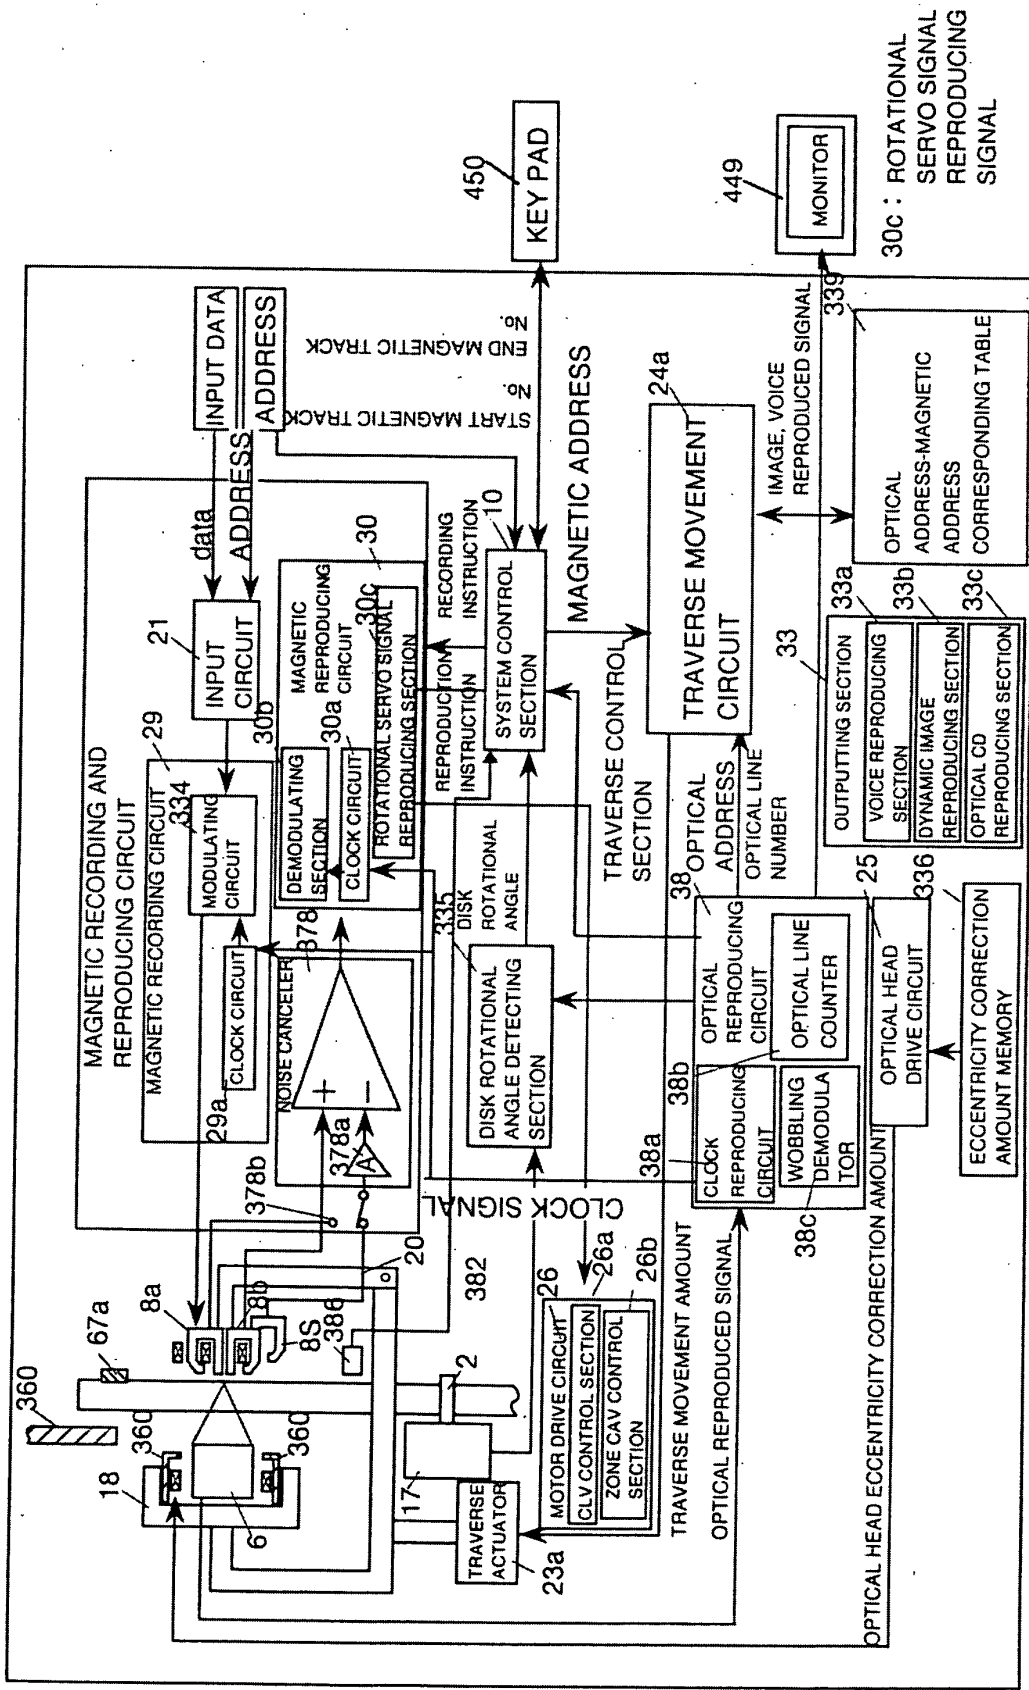 MAGNETIC RECORDING AND
REPRODUCING CIRCUIT
29
MAGNETIC RECORDING CIRCUIT
334
MODULATING
CIRCUIT
CLOCK CIRCUIT
29a
21
INPUT
CIRCUIT
data
ADDRESS
INPUT DATA
ADDRESS
30b
MAGNETIC
REPRODUCING
CIRCUIT
30
30a
30c
DEMODULATING
SECTION
CLOCK CIRCUIT
ROTATIONAL SERVO SIGNAL
REPRODUCING SECTION
NOISE CANCELER
378
+
−
378a
A
378b
360
67a
8a
8b
8S
386
20
18
360
360
6
START MAGNETIC TRACK
No.
END MAGNETIC TRACK
No.
450
KEY PAD
RECORDING
INSTRUCTION
REPRODUCTION
INSTRUCTION
10
SYSTEM CONTROL
SECTION
MAGNETIC ADDRESS
335
DISK
ROTATIONAL
ANGLE
DISK ROTATIONAL
ANGLE DETECTING
SECTION
CLOCK SIGNAL
382
2
17
TRAVERSE
ACTUATOR
23a
26
MOTOR DRIVE CIRCUIT
26a
CLV CONTROL SECTION
26b
ZONE CAV CONTROL
SECTION
TRAVERSE CONTROL
SECTION
24a
TRAVERSE MOVEMENT
CIRCUIT
TRAVERSE MOVEMENT AMOUNT
OPTICAL REPRODUCED SIGNAL
OPTICAL
ADDRESS
OPTICAL LINE
NUMBER
38
OPTICAL
REPRODUCING
CIRCUIT
38b
OPTICAL LINE
COUNTER
38a
CLOCK
REPRODUCING
CIRCUIT
WOBBLING
DEMODULA
TOR
38c
IMAGE, VOICE
REPRODUCED SIGNAL
449
MONITOR
339
OPTICAL
ADDRESS-MAGNETIC
ADDRESS
CORRESPONDING TABLE
33
OUTPUTTING SECTION
33a
VOICE REPRODUCING
SECTION
33b
DYNAMIC IMAGE
REPRODUCING SECTION
33c
OPTICAL CD
REPRODUCING SECTION
25
OPTICAL HEAD
DRIVE CIRCUIT
336
ECCENTRICITY CORRECTION
AMOUNT MEMORY
OPTICAL HEAD ECCENTRICITY CORRECTION AMOUNT
30c : ROTATIONAL
SERVO SIGNAL
REPRODUCING
SIGNAL